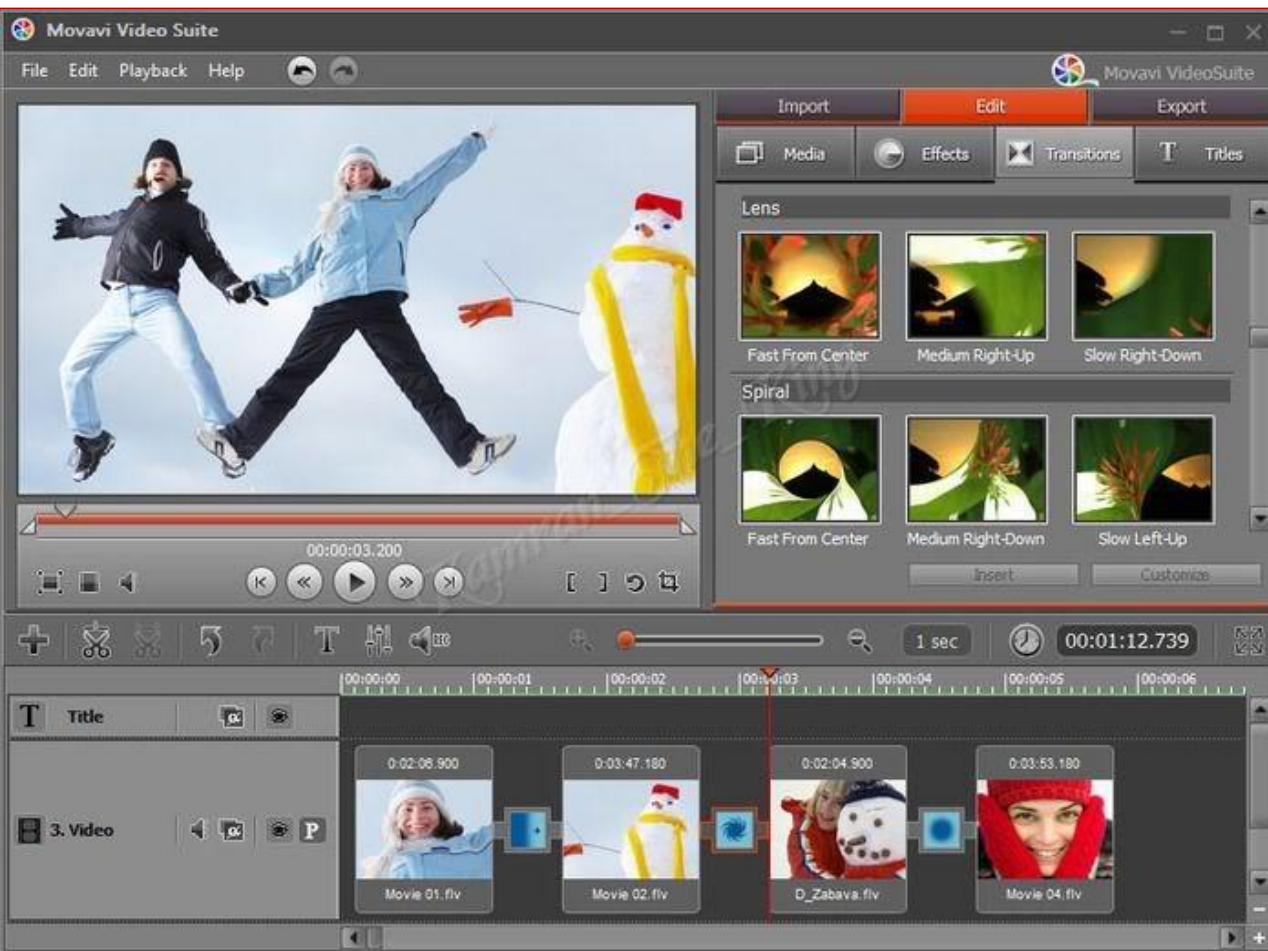 Movavi Video Suite
File Edit Playback Help
Movavi VideoSuite
Import Edit Export
Media Effects Transitions T Titles
Lens
Fast From Center Medium Right-Up Slow Right-Down
Spiral
Fast From Center Medium Right-Down Slow Left-Up
Insert Customize
00:00:03.200
Kamran_The_King
T 1 sec 00:01:12.739
00:00:00 00:00:01 00:00:02 00:00:03 00:00:04 00:00:05 00:00:06
T Title α
0:02:06.900 0:03:47.180 0:02:04.900 0:03:53.180
3. Video α P
Movie 01.flv Movie 02.flv D_Zabava.flv Movie 04.flv